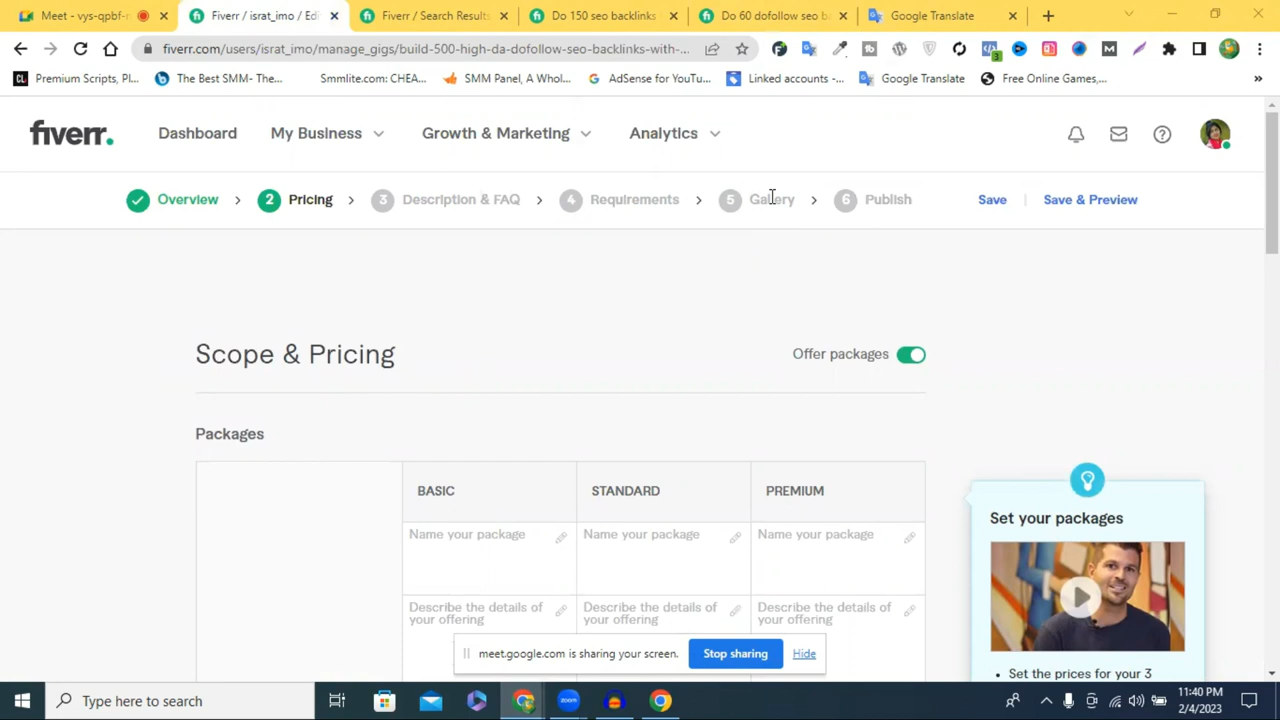 Meet - vys-qpbf-
Fiverr / israt_imo / Edi
Fiverr / Search Results
Do 150 seo backlinks
Do 60 dofollow seo b
Google Translate
fiverr.com/users/israt_imo/manage_gigs/build-500-high-da-dofollow-seo-backlinks-with-...
Premium Scripts, Pl...
The Best SMM- The...
Smmlite.com: CHEA...
SMM Panel, A Whol...
AdSense for YouTu...
Linked accounts -...
Google Translate
Free Online Games,...
fiverr.
Dashboard
My Business
Growth & Marketing
Analytics
Overview
2 Pricing
3 Description & FAQ
4 Requirements
5 Gallery
6 Publish
Save
Save & Preview
Scope & Pricing
Offer packages
Packages
BASIC
STANDARD
PREMIUM
Name your package
Name your package
Name your package
Describe the details of
your offering
Describe the details of
your offering
Describe the details of
your offering
Set your packages
Set the prices for your 3
meet.google.com is sharing your screen.
Stop sharing
Hide
Type here to search
11:40 PM
2/4/2023